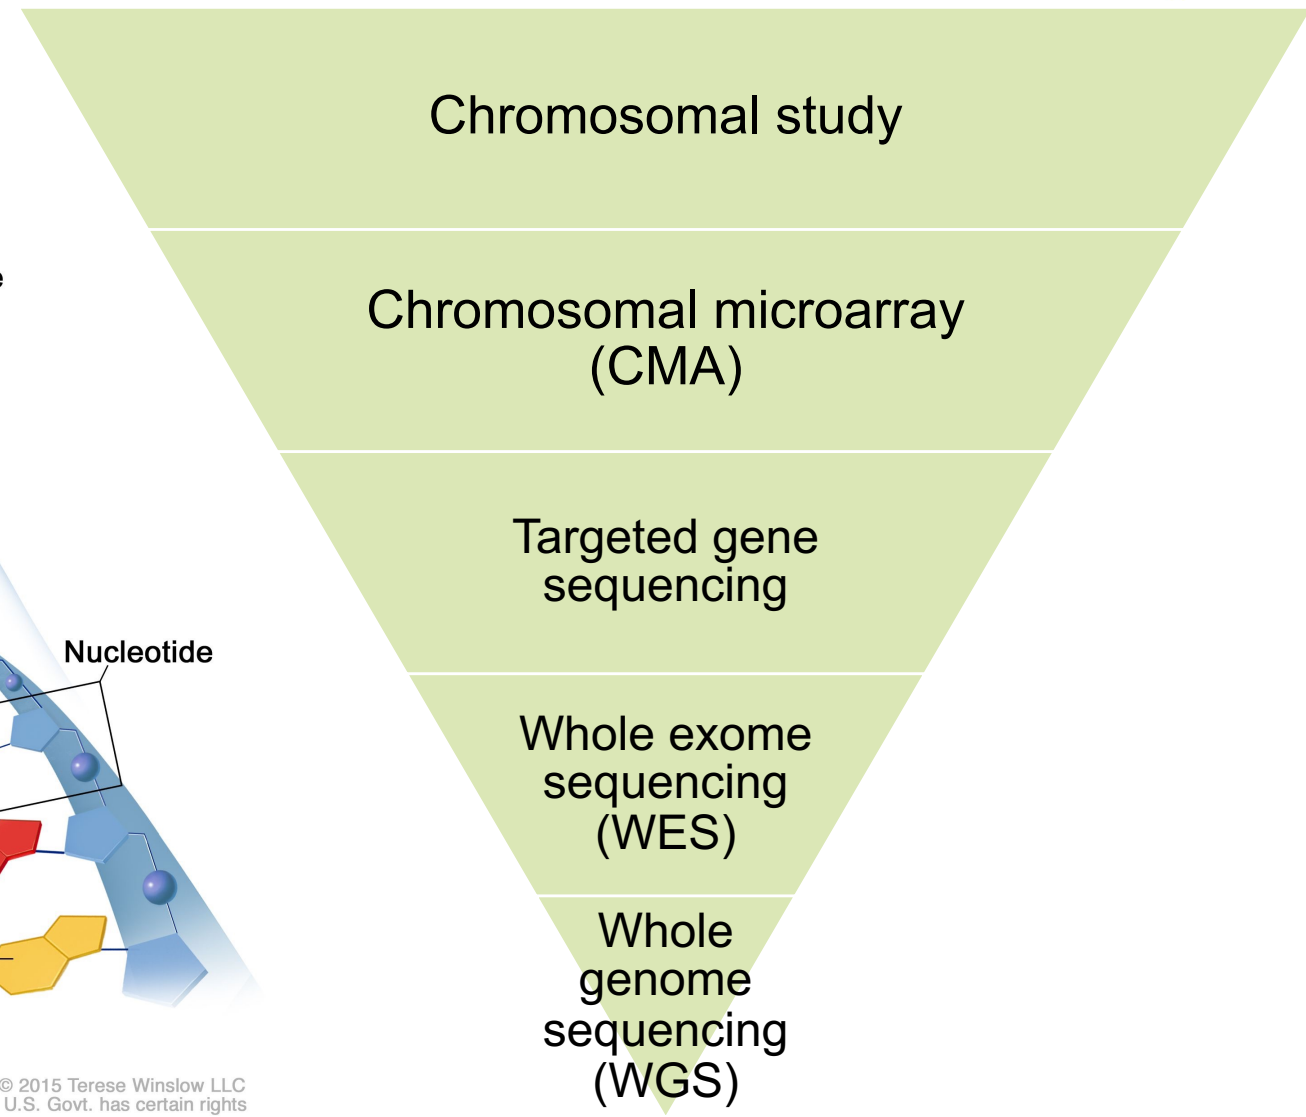 Chromosomal study
Chromosomal microarray
(CMA)
Targeted gene
sequencing
Nucleotide
Whole exome
sequencing
(WES)
Whole
genome
sequencing
(WGS)
© 2015 Terese Winslow LLC
U.S. Govt. has certain rights